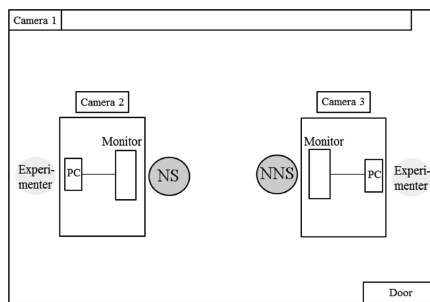 Camera 1
Camera 2
Camera 3
Monitor
Monitor
Experi-
menter
PC
NS
NNS
PC
Experi-
menter
Door